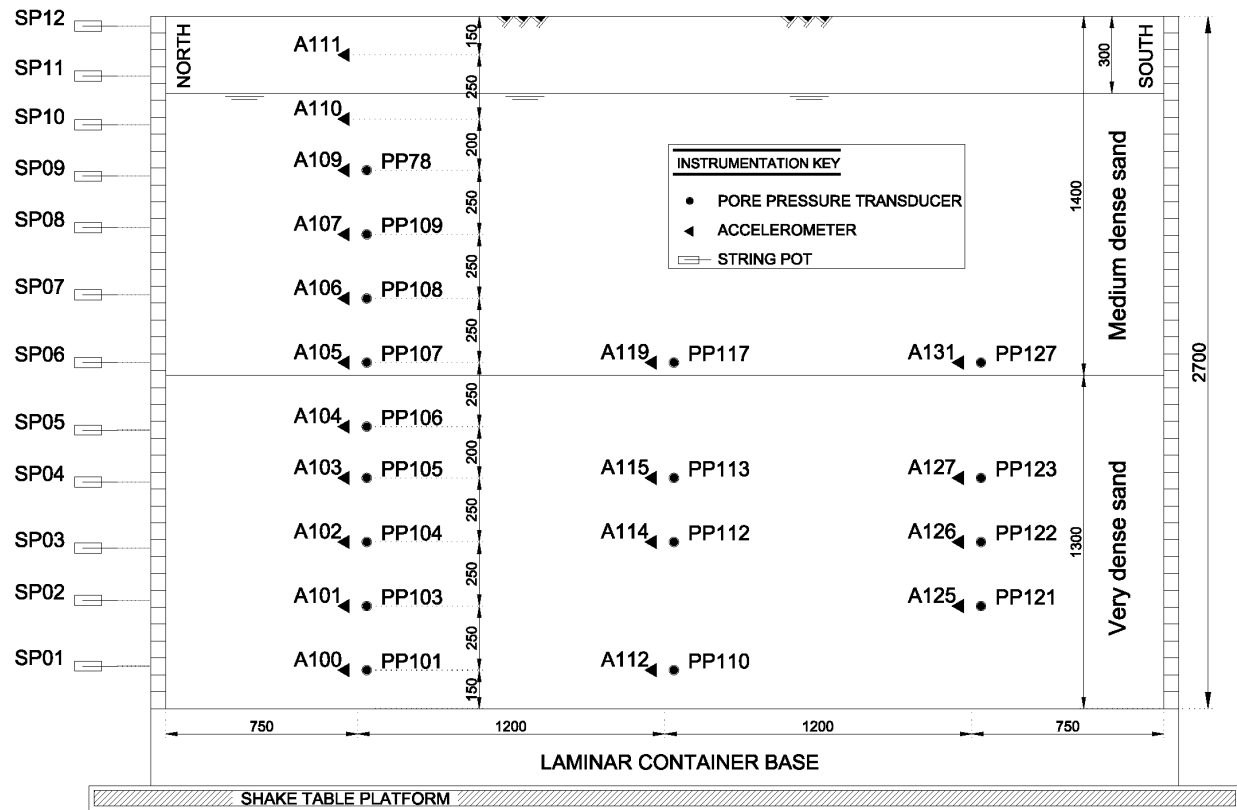 SP12
SP11
SP10
SP09
SP08
SP07
SP06
SP05
SP04
SP03
SP02
SP01
NORTH
SOUTH
A111
A110
A109 PP78
A107 PP109
A106 PP108
A105 PP107
A104 PP106
A103 PP105
A102 PP104
A101 PP103
A100 PP101
150
250
200
250
250
250
250
200
250
250
250
150
INSTRUMENTATION KEY
PORE PRESSURE TRANSDUCER
ACCELEROMETER
STRING POT
A119 PP117
A115 PP113
A114 PP112
A112 PP110
A131 PP127
A127 PP123
A126 PP122
A125 PP121
300
1400
1300
Medium dense sand
Very dense sand
2700
750 1200 1200 750
LAMINAR CONTAINER BASE
SHAKE TABLE PLATFORM